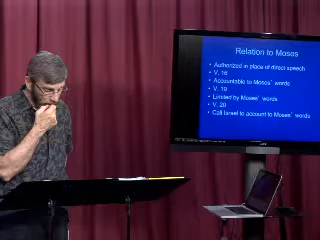 Relation to Moses
• Authorized in place of direct speech
• V. 16
• Accountable to Moses' words
• V. 19
• Limited by Moses' words
• V. 20
• Call Israel to account to Moses' Words